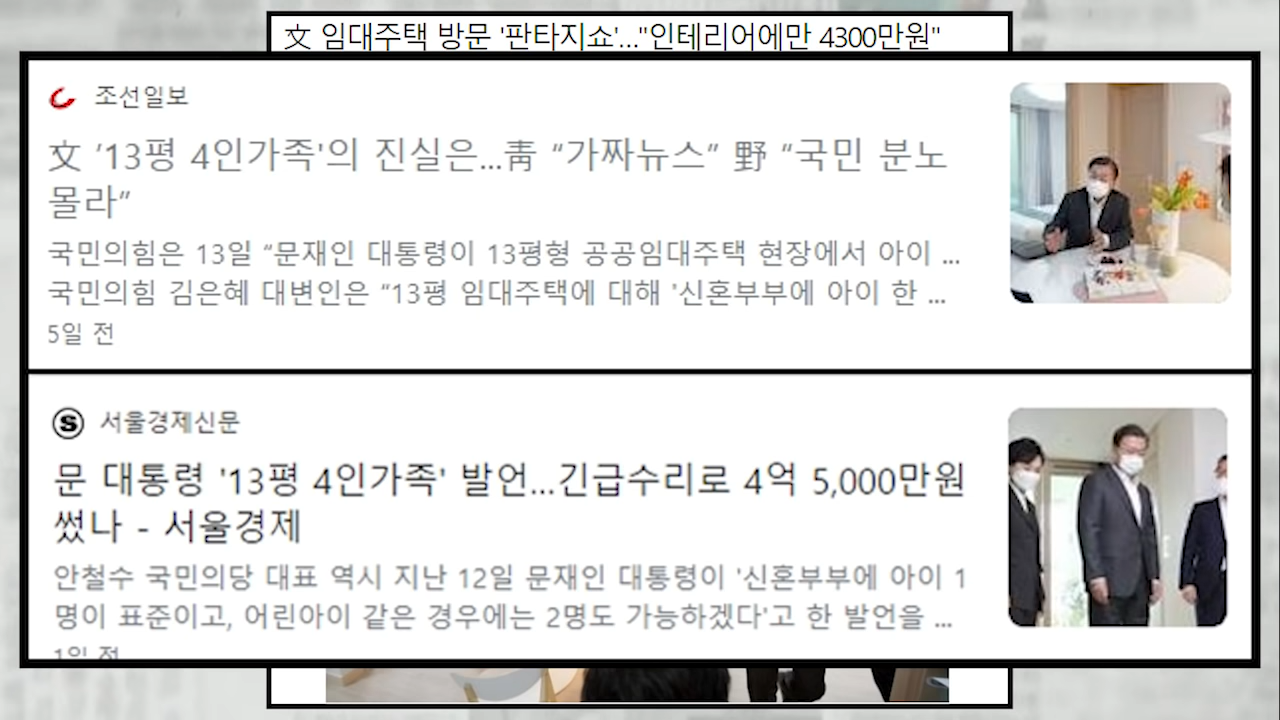 文 임대주택 방문 '판타지쇼'..."인테리어에만 4300만원"
조선일보
文 '13평 4인가족'의 진실은...靑 “가짜뉴스” 野 “국민 분노
몰라”
국민의힘은 13일 “문재인 대통령이 13평형 공공임대주택 현장에서 아이 ...
국민의힘 김은혜 대변인은 “13평 임대주택에 대해 '신혼부부에 아이 한 ...
5일 전
S 서울경제신문
문 대통령 '13평 4인가족' 발언...긴급수리로 4억 5,000만원
썼나 - 서울경제
안철수 국민의당 대표 역시 지난 12일 문재인 대통령이 '신혼부부에 아이 1
명이 표준이고, 어린아이 같은 경우에는 2명도 가능하겠다'고 한 발언을 ...
1일 전